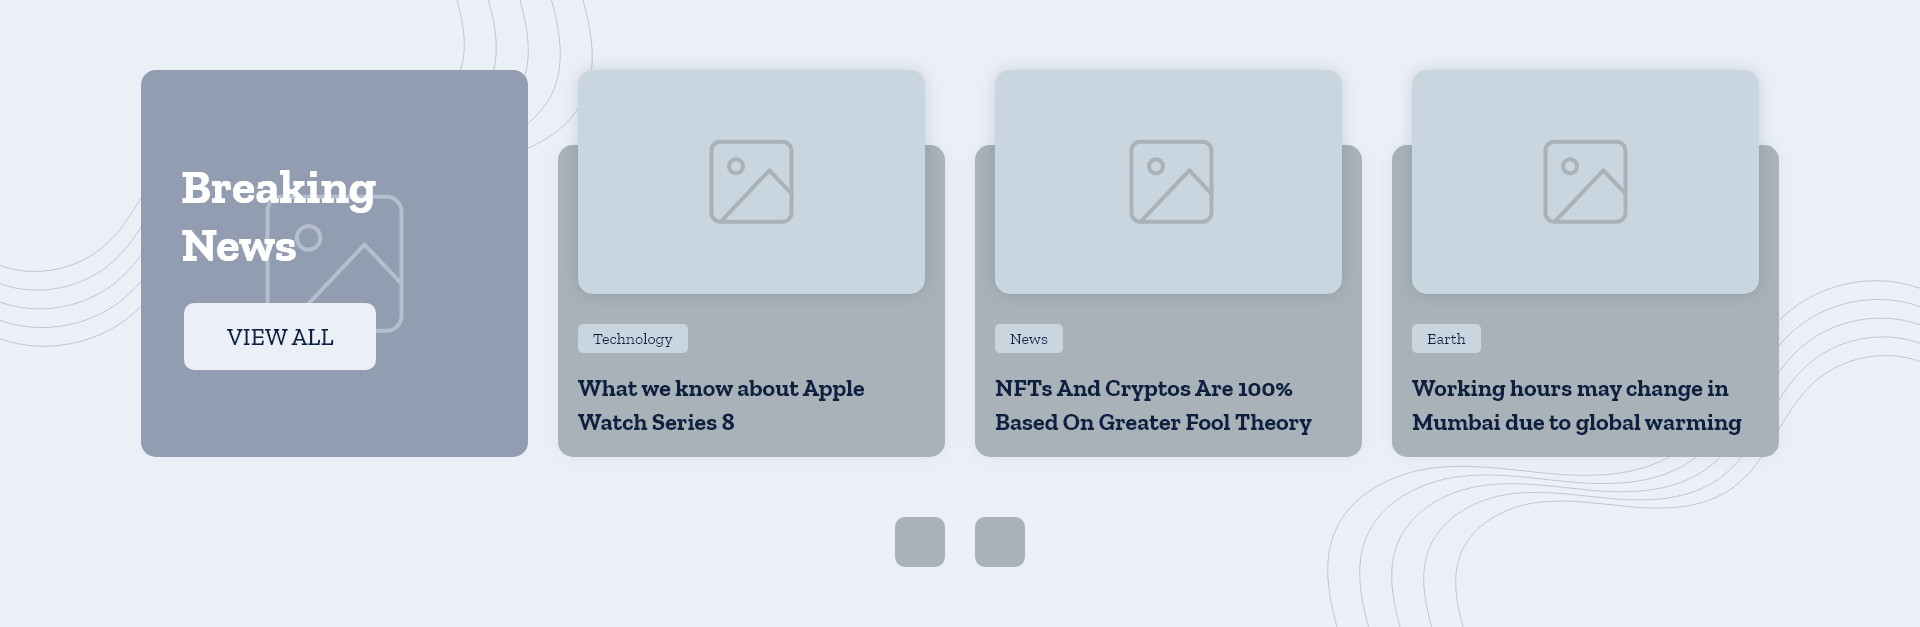 Breaking
News
VIEW ALL
Technology
What we know about Apple
Watch Series 8
News
NFTs And Cryptos Are 100%
Based On Greater Fool Theory
Earth
Working hours may change in
Mumbai due to global warming